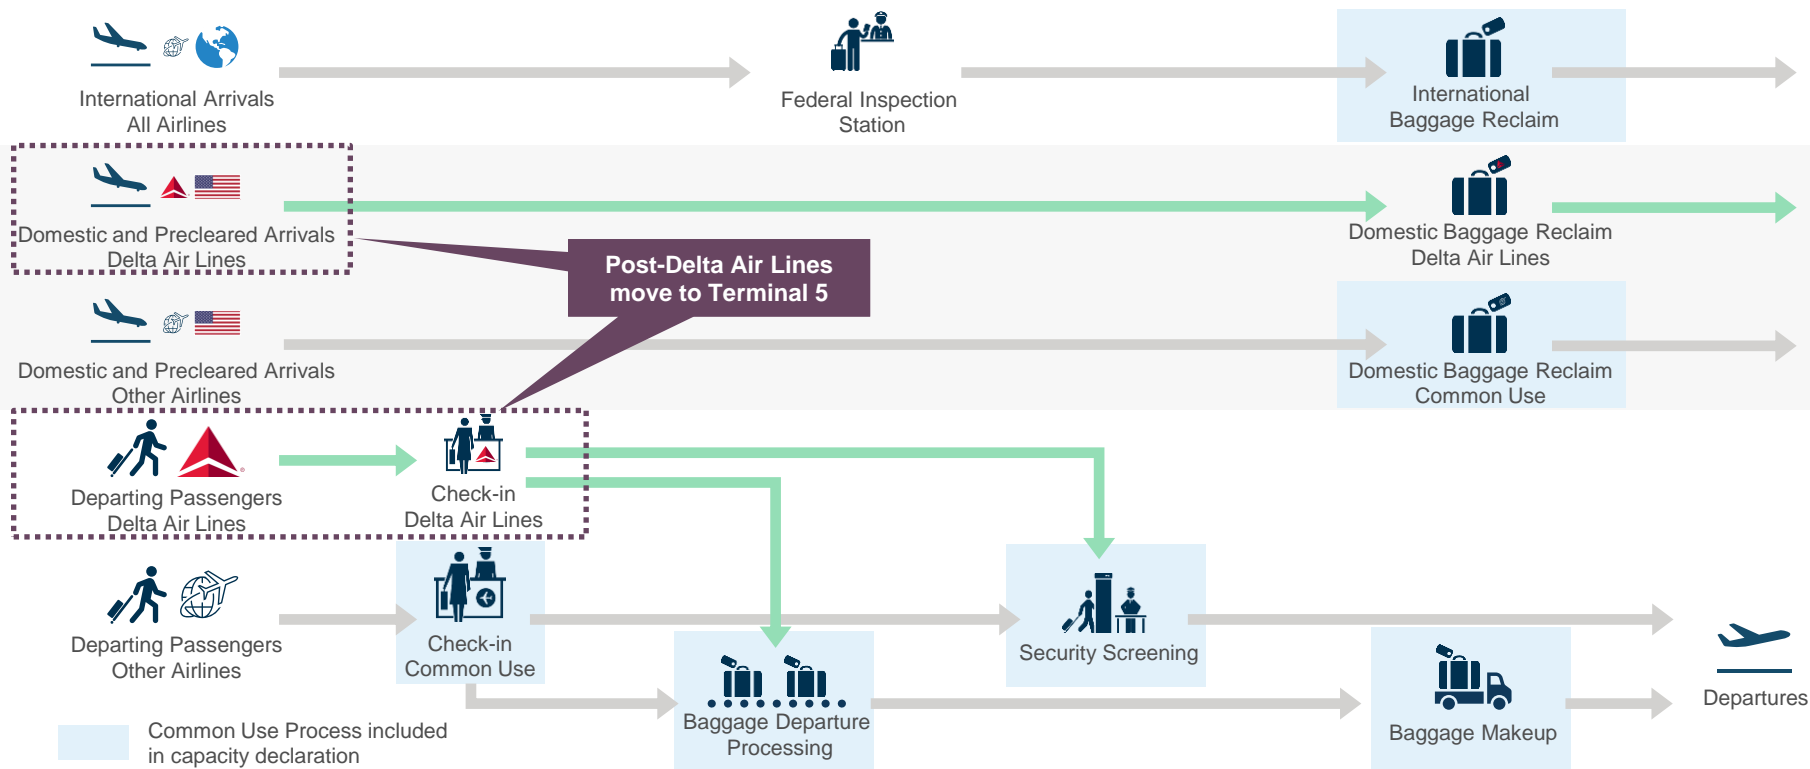 International Arrivals
All Airlines
Federal Inspection
Station
International
Baggage Reclaim
Domestic and Precleared Arrivals
Delta Air Lines
Domestic Baggage Reclaim
Delta Air Lines
Post-Delta Air Lines
move to Terminal 5
Domestic and Precleared Arrivals
Other Airlines
Domestic Baggage Reclaim
Common Use
Departing Passengers
Delta Air Lines
Check-in
Delta Air Lines
Departing Passengers
Other Airlines
Check-in
Common Use
Security Screening
Baggage Departure
Processing
Baggage Makeup
Departures
Common Use Process included
in capacity declaration